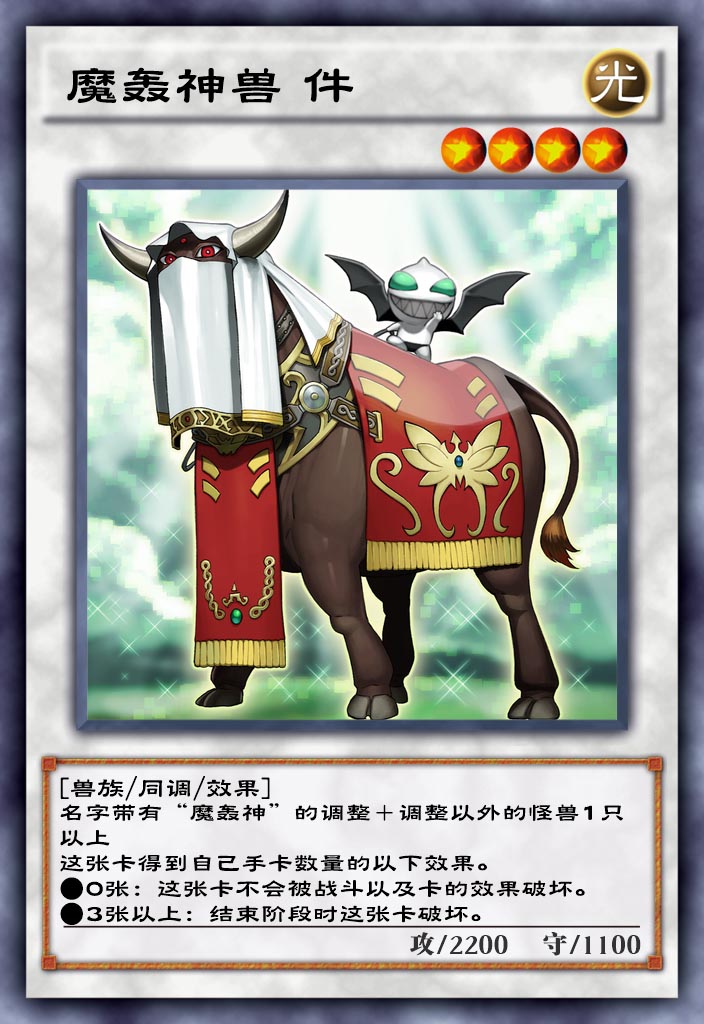 魔轰神兽 件
光
[兽族/同调/效果]
名字带有“魔轰神”的调整＋调整以外的怪兽1只
以上
这张卡得到自己手卡数量的以下效果。
●0张：这张卡不会被战斗以及卡的效果破坏。
●3张以上：结束阶段时这张卡破坏。
攻/2200 守/1100